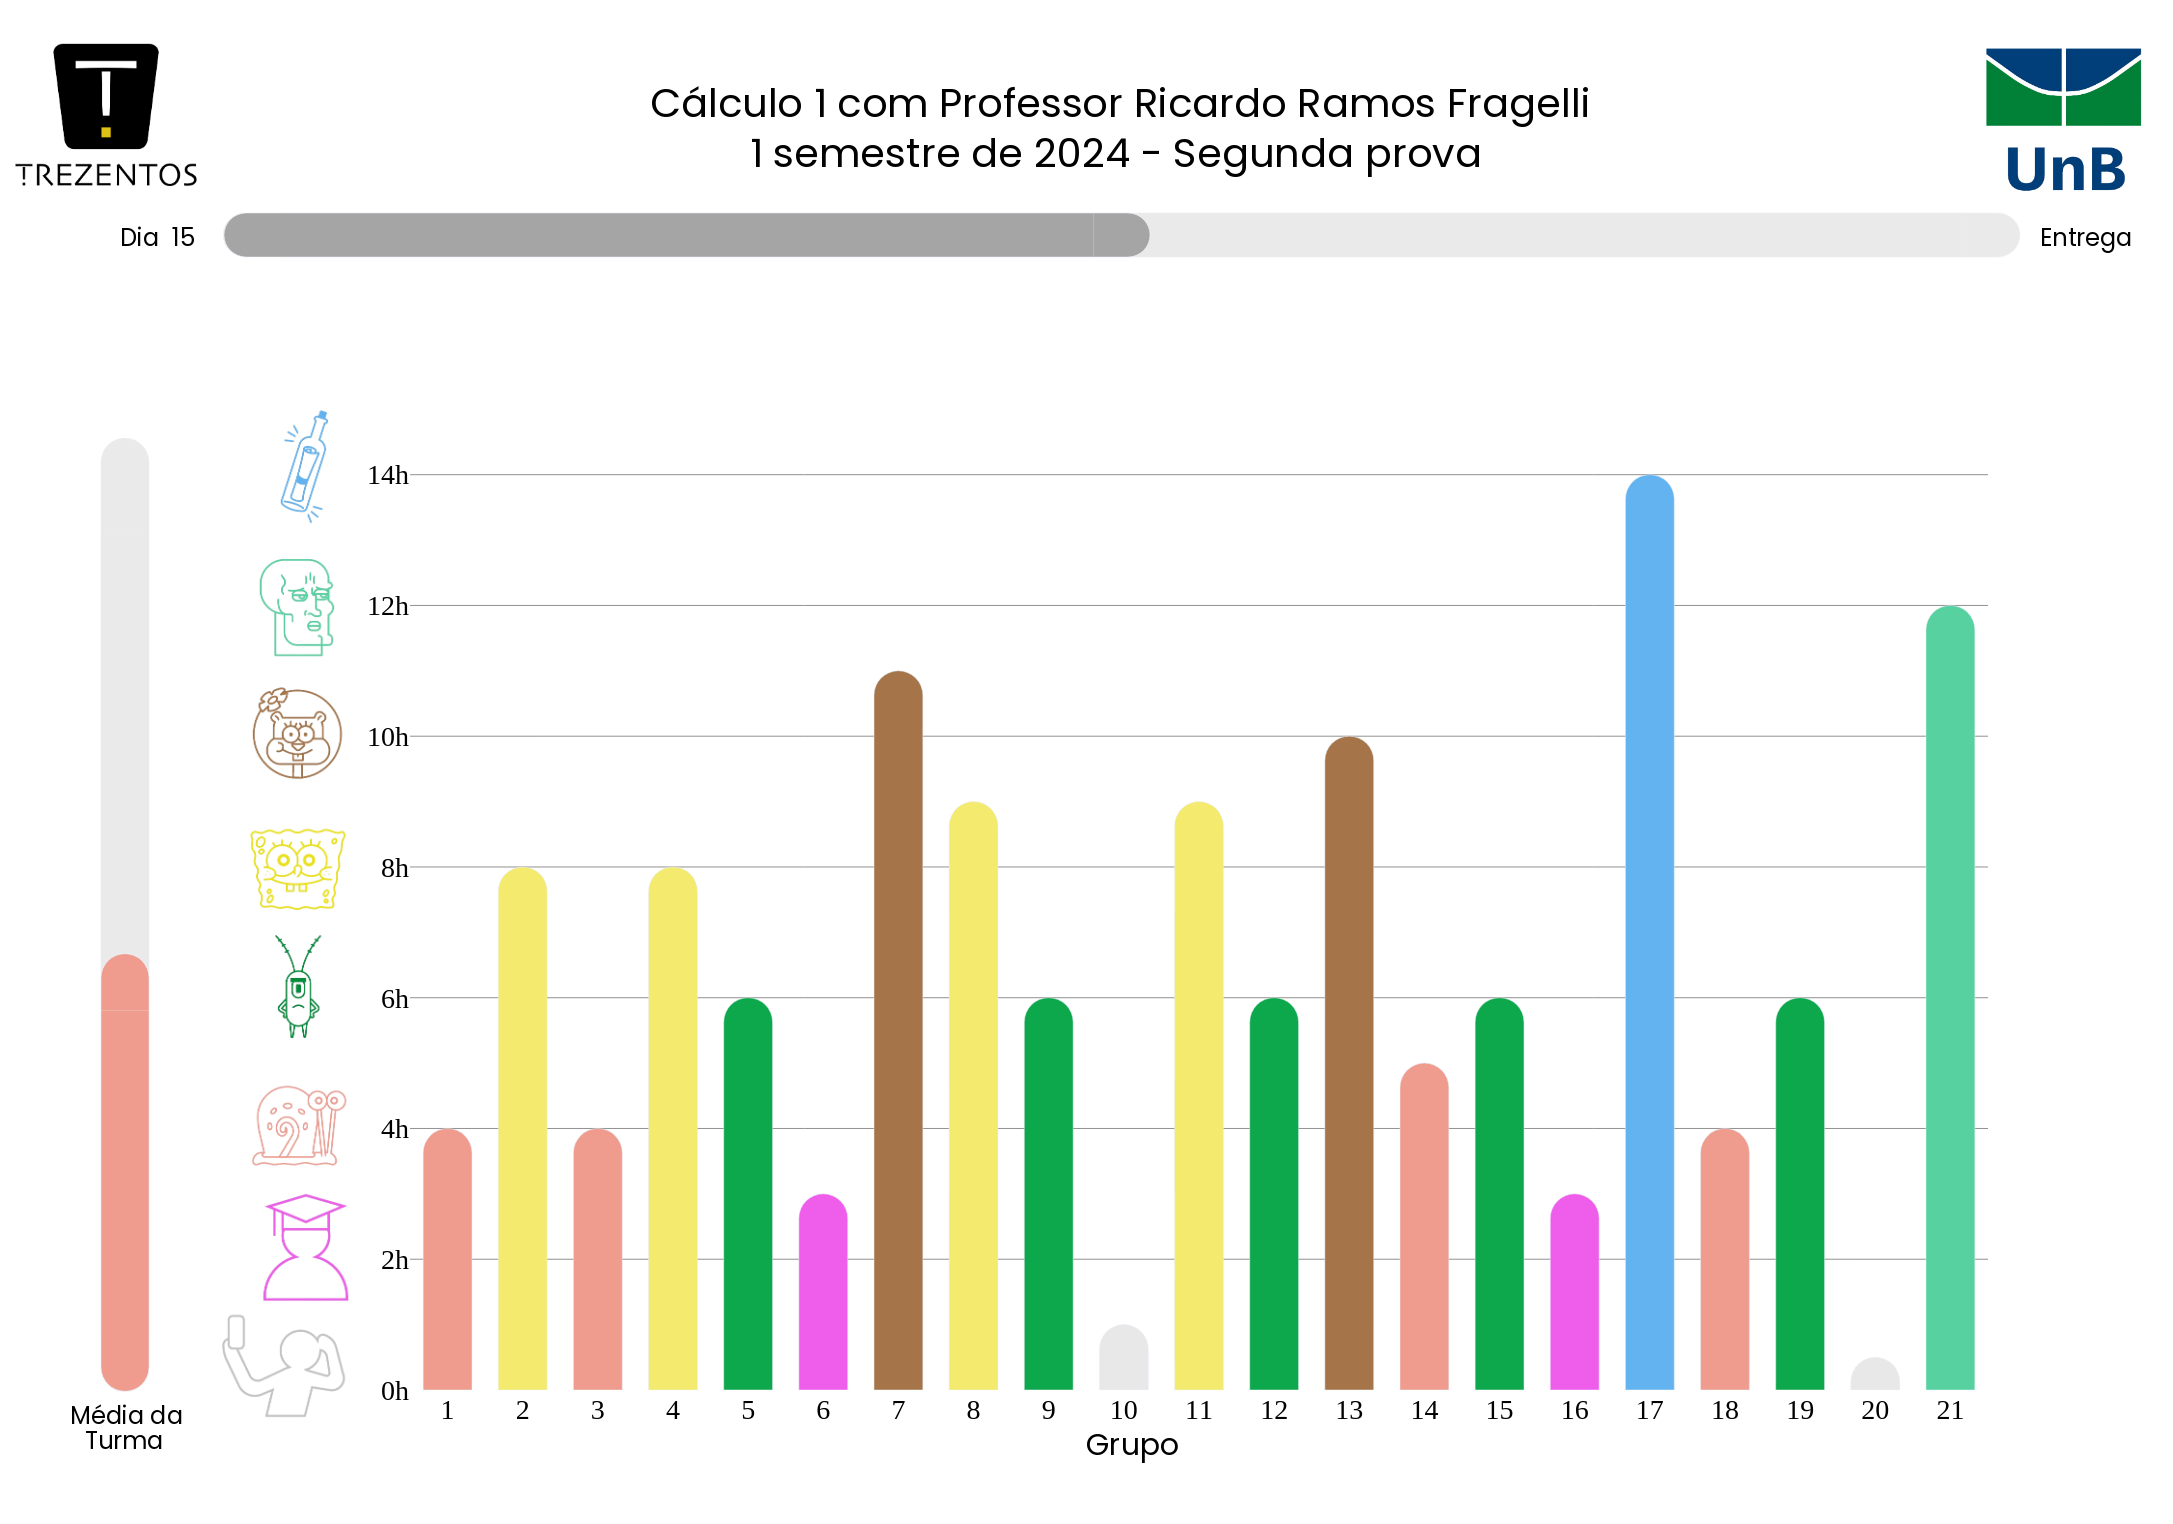 TREZENTOS
Cálculo 1 com Professor Ricardo Ramos Fragelli
1 semestre de 2024 - Segunda prova
UnB
Dia 15
Entrega
14h
12h
10h
8h
6h
4h
2h
0h
1 2 3 4 5 6 7 8 9 10 11 12 13 14 15 16 17 18 19 20 21
Grupo
Média da
Turma